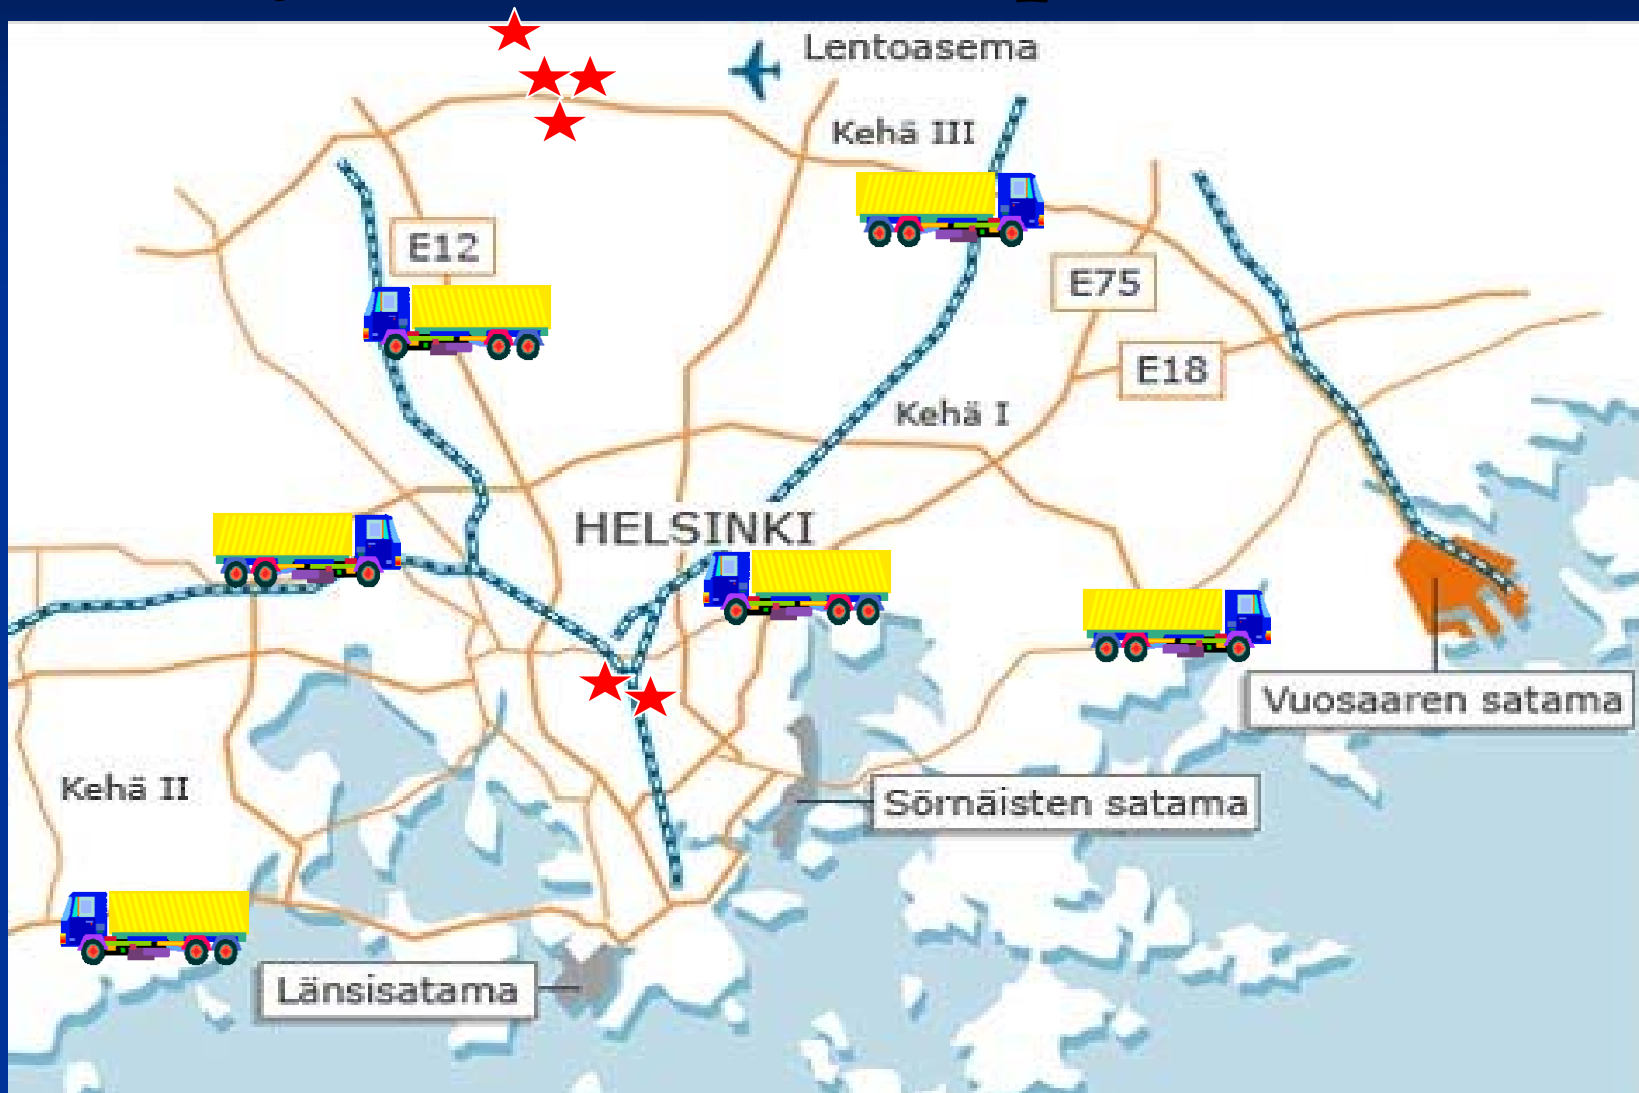 Lentoasema
Kehä III
E12
E75
E18
Kehä I
HELSINKI
Vuosaaren satama
Kehä II
Sörnäisten satama
Länsisatama